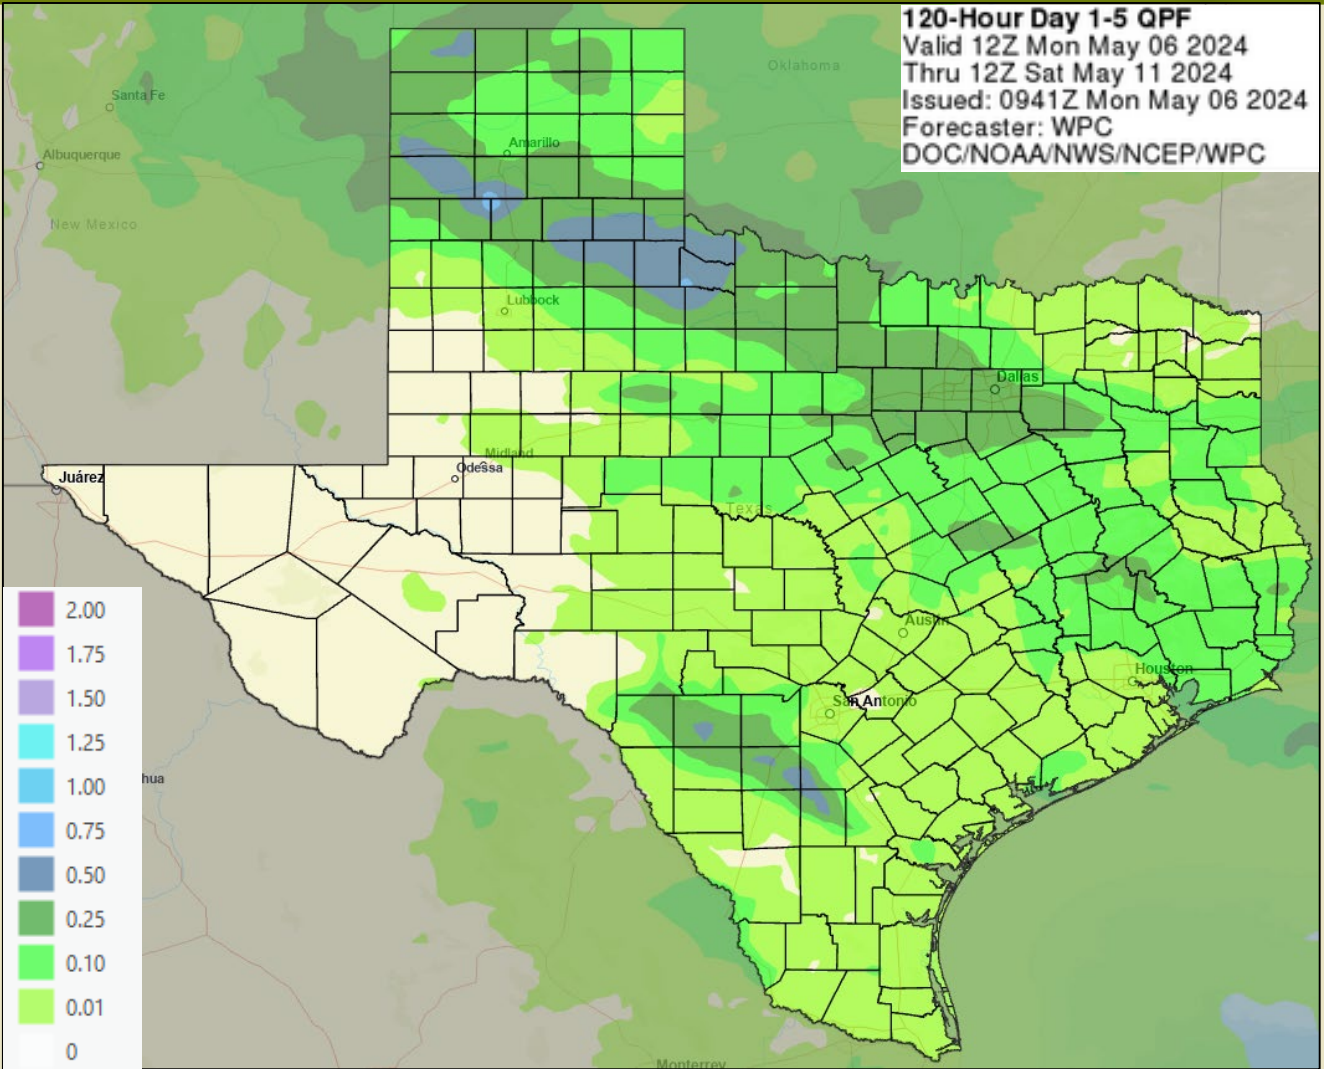 120-Hour Day 1-5 QPF
Valid 12Z Mon May 06 2024
Thru 12Z Sat May 11 2024
Issued: 0941Z Mon May 06 2024
Forecaster: WPC
DOC/NOAA/NWS/NCEP/WPC
Oklahoma
Santa Fe
Albuquerque
Amarillo
New Mexico
Lubbock
Dallas
Midland
Odessa
Juárez
Texas
Austin
Houston
San Antonio
hua
Monterrey
2.00
1.75
1.50
1.25
1.00
0.75
0.50
0.25
0.10
0.01
0